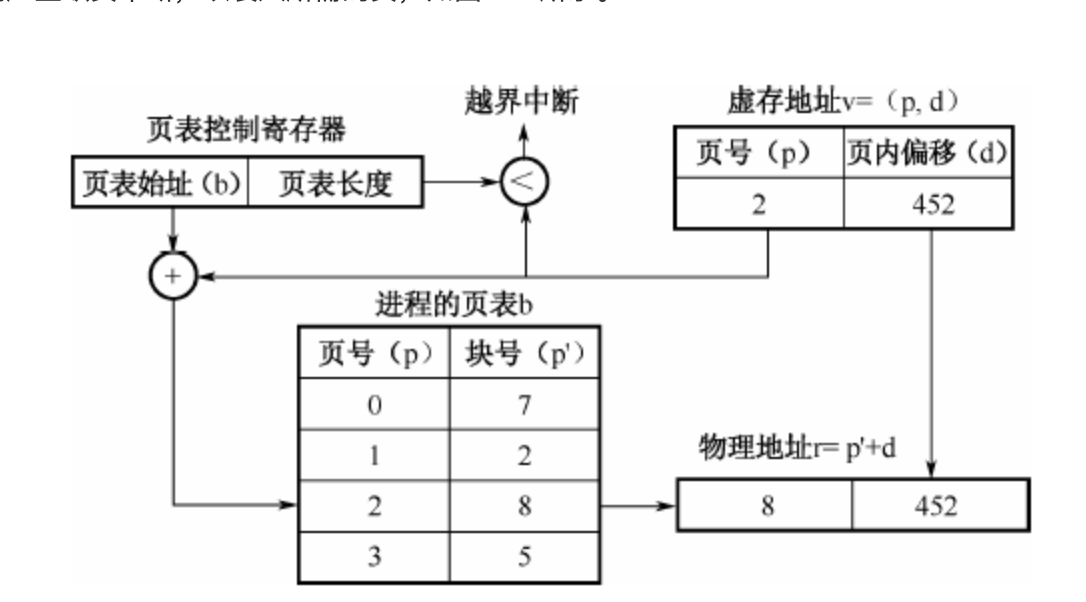 越界中断
虚存地址v=（p, d）
页表控制寄存器
页号（p） 页内偏移（d）
页表始址（b） 页表长度
<
2 452
+
进程的页表b
页号（p） 块号（p'）
0 7
1 2
物理地址r= p'+d
2 8
8 452
3 5